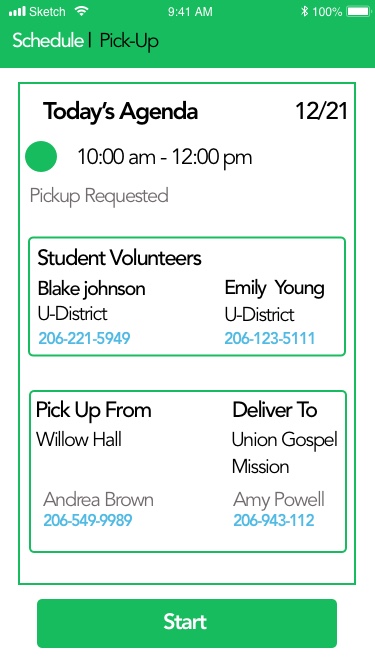 Sketch 9:41 AM 100%
Schedule | Pick-Up
Today's Agenda 12/21
10:00 am - 12:00 pm
Pickup Requested
Student Volunteers
Blake johnson Emily Young
U-District U-District
206-221-5949 206-123-5111
Pick Up From Deliver To
Willow Hall Union Gospel
Mission
Andrea Brown Amy Powell
206-549-9989 206-943-112
Start